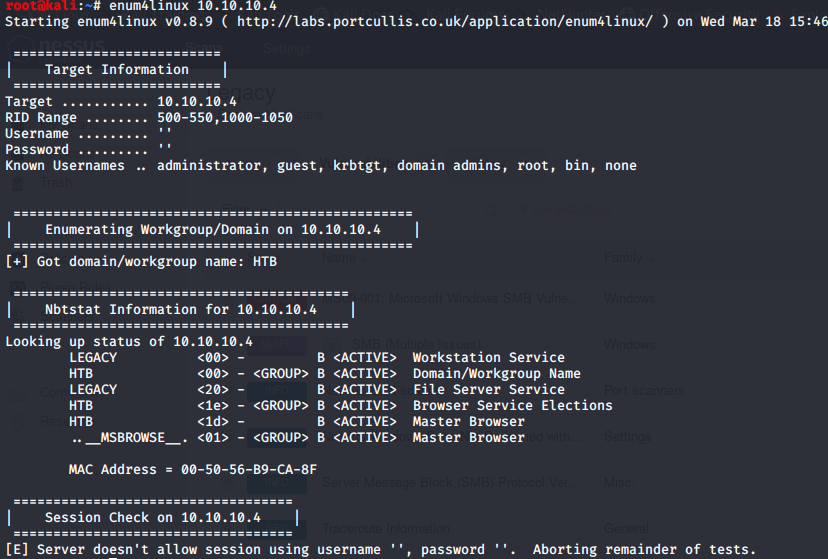 root@kali:~# enum4linux 10.10.10.4
Starting enum4linux v0.8.9 ( http://labs.portcullis.co.uk/application/enum4linux/ ) on Wed Mar 18 15:46
 ==========================
|    Target Information    |
 ==========================
Target ........... 10.10.10.4
RID Range ........ 500-550,1000-1050
Username ......... ''
Password ......... ''
Known Usernames .. administrator, guest, krbtgt, domain admins, root, bin, none
 ==================================================
|    Enumerating Workgroup/Domain on 10.10.10.4    |
 ==================================================
[+] Got domain/workgroup name: HTB
 ==========================================
|    Nbtstat Information for 10.10.10.4    |
 ==========================================
Looking up status of 10.10.10.4
        LEGACY          <00> -         B <ACTIVE>  Workstation Service
        HTB             <00> - <GROUP> B <ACTIVE>  Domain/Workgroup Name
        LEGACY          <20> -         B <ACTIVE>  File Server Service
        HTB             <1e> - <GROUP> B <ACTIVE>  Browser Service Elections
        HTB             <1d> -         B <ACTIVE>  Master Browser
        ..__MSBROWSE__. <01> - <GROUP> B <ACTIVE>  Master Browser
        MAC Address = 00-50-56-B9-CA-8F
 ===================================
|    Session Check on 10.10.10.4    |
 ===================================
[E] Server doesn't allow session using username '', password ''.  Aborting remainder of tests.